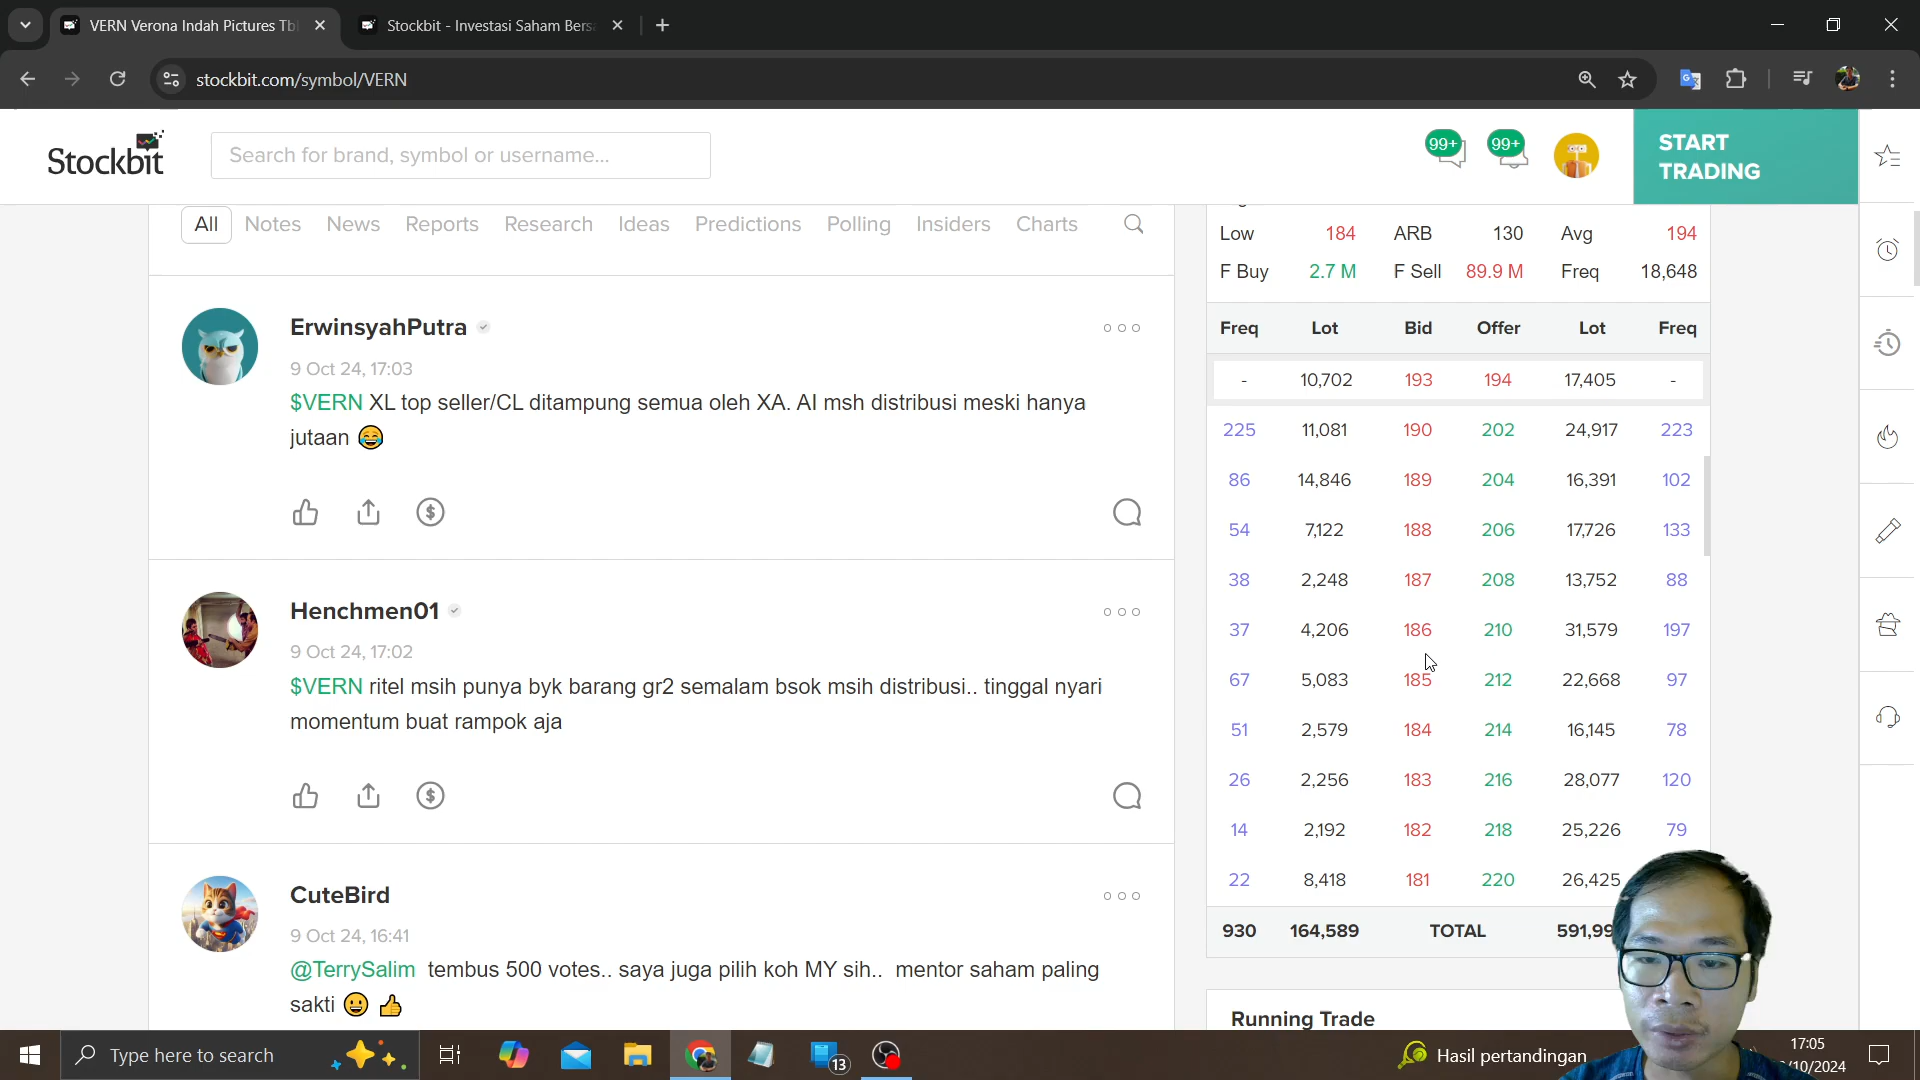 VERN Verona Indah Pictures Tb
Stockbit - Investasi Saham Bers
stockbit.com/symbol/VERN
Stockbit
Search for brand, symbol or username...
99+
99+
START
TRADING
All Notes News Reports Research Ideas Predictions Polling Insiders Charts
ErwinsyahPutra
9 Oct 24, 17:03
$VERN XL top seller/CL ditampung semua oleh XA. AI msh distribusi meski hanya
jutaan 😂
Henchmen01
9 Oct 24, 17:02
$VERN ritel msih punya byk barang gr2 semalam bsok msih distribusi.. tinggal nyari
momentum buat rampok aja
CuteBird
9 Oct 24, 16:41
@TerrySalim tembus 500 votes.. saya juga pilih koh MY sih.. mentor saham paling
sakti 😀 👍
Low 184 ARB 130 Avg 194
F Buy 2.7 M F Sell 89.9 M Freq 18,648
Freq Lot Bid Offer Lot Freq
- 10,702 193 194 17,405 -
225 11,081 190 202 24,917 223
86 14,846 189 204 16,391 102
54 7,122 188 206 17,726 133
38 2,248 187 208 13,752 88
37 4,206 186 210 31,579 197
67 5,083 185 212 22,668 97
51 2,579 184 214 16,145 78
26 2,256 183 216 28,077 120
14 2,192 182 218 25,226 79
22 8,418 181 220 26,425
930 164,589 TOTAL 591,99
Running Trade
Type here to search
13
Hasil pertandingan
17:05
/10/2024